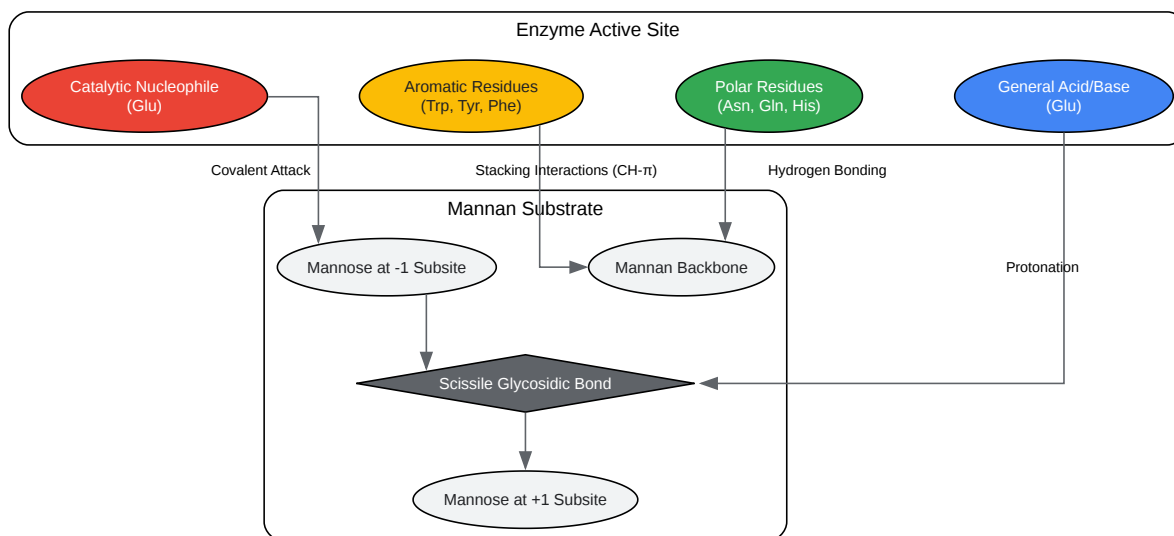 Enzyme Active Site
Catalytic Nucleophile
(Glu)
Aromatic Residues
(Trp, Tyr, Phe)
Polar Residues
(Asn, Gln, His)
General Acid/Base
(Glu)
Covalent Attack
Stacking Interactions (CH-π)
Hydrogen Bonding
Mannan Substrate
Mannose at -1 Subsite
Mannan Backbone
Protonation
Scissile Glycosidic Bond
Mannose at +1 Subsite